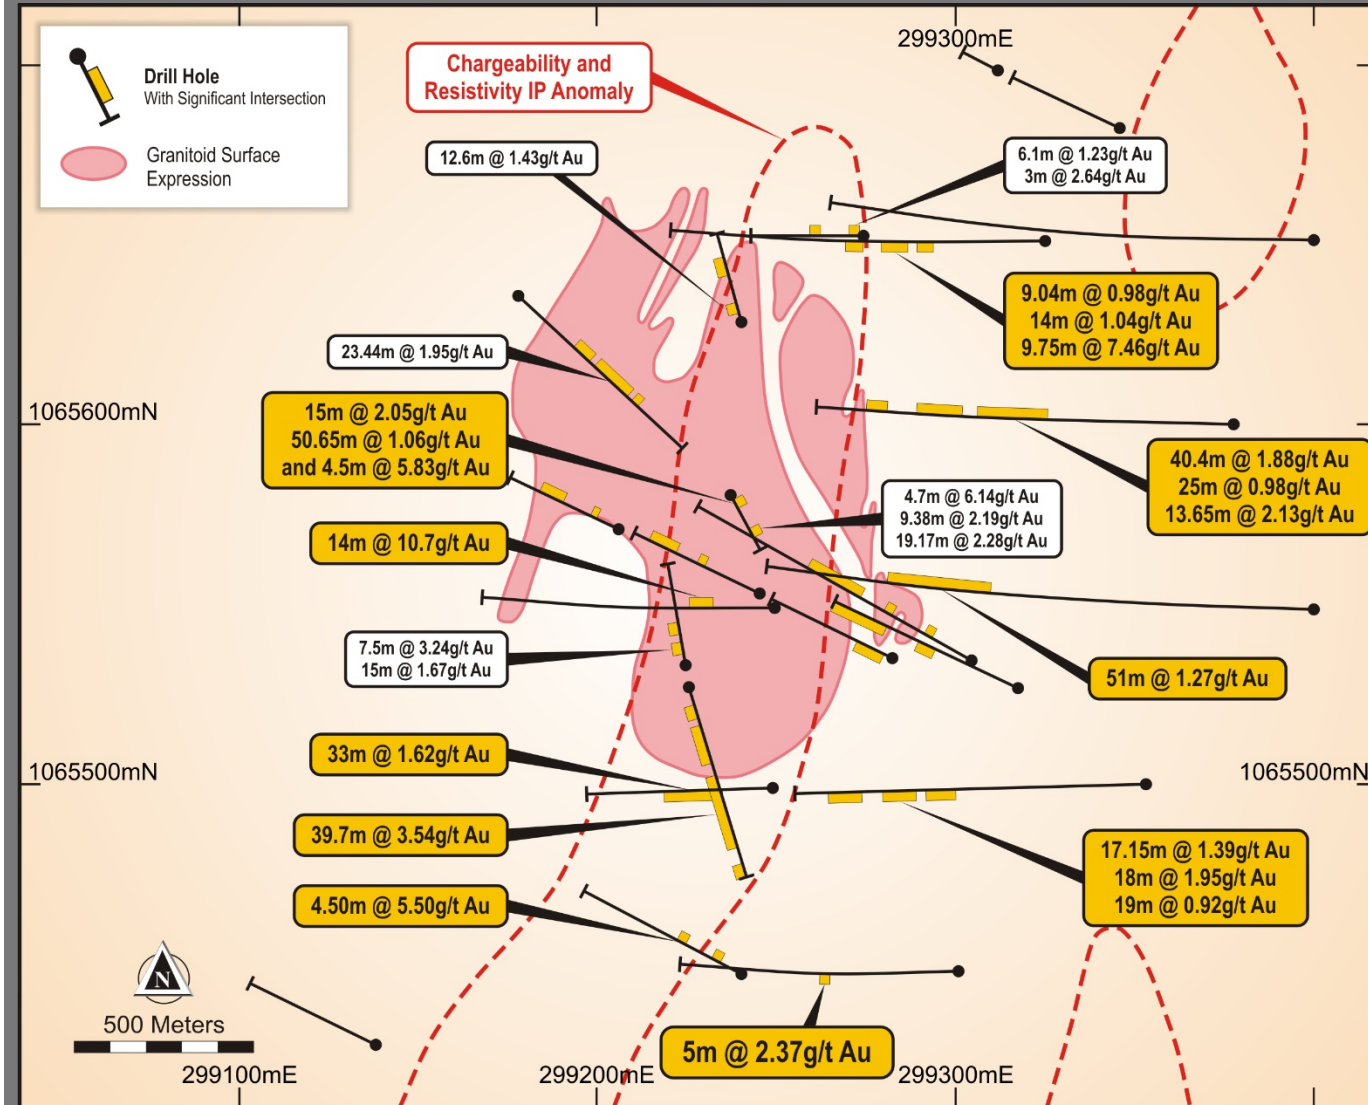 299300mE
Drill Hole
With Significant Intersection
Granitoid Surface
Expression
Chargeability and
Resistivity IP Anomaly
12.6m @ 1.43g/t Au
6.1m @ 1.23g/t Au
3m @ 2.64g/t Au
9.04m @ 0.98g/t Au
14m @ 1.04g/t Au
9.75m @ 7.46g/t Au
23.44m @ 1.95g/t Au
1065600mN
15m @ 2.05g/t Au
50.65m @ 1.06g/t Au
and 4.5m @ 5.83g/t Au
40.4m @ 1.88g/t Au
25m @ 0.98g/t Au
13.65m @ 2.13g/t Au
4.7m @ 6.14g/t Au
9.38m @ 2.19g/t Au
19.17m @ 2.28g/t Au
14m @ 10.7g/t Au
7.5m @ 3.24g/t Au
15m @ 1.67g/t Au
51m @ 1.27g/t Au
33m @ 1.62g/t Au
1065500mN
1065500mN
39.7m @ 3.54g/t Au
17.15m @ 1.39g/t Au
18m @ 1.95g/t Au
19m @ 0.92g/t Au
4.50m @ 5.50g/t Au
N
500 Meters
5m @ 2.37g/t Au
299100mE
299200mE
299300mE